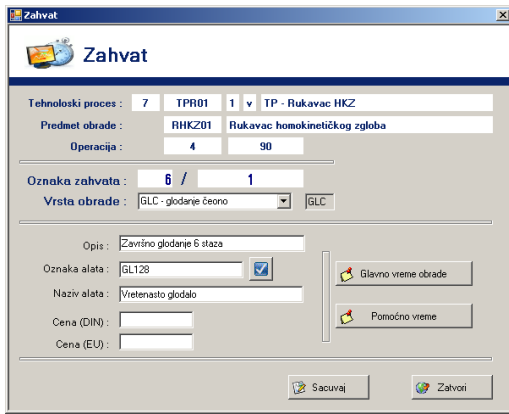 Zahvat
Zahvat
Tehnoloski proces : 7 TPR01 1 v TP - Rukavac HKZ
Predmet obrade : RHKZ01 Rukavac homokinetičkog zgloba
Operacija : 4 90
Oznaka zahvata : 6 / 1
Vrsta obrade : GLC - glodanje čeono GLC
Opis : Završno glodanje 6 staza
Oznaka alata : GL128
Naziv alata : Vretenasto glodalo
Cena (DIN) :
Cena (EU) :
Glavno vreme obrade
Pomoćno vreme
Sacuvaj Zatvori